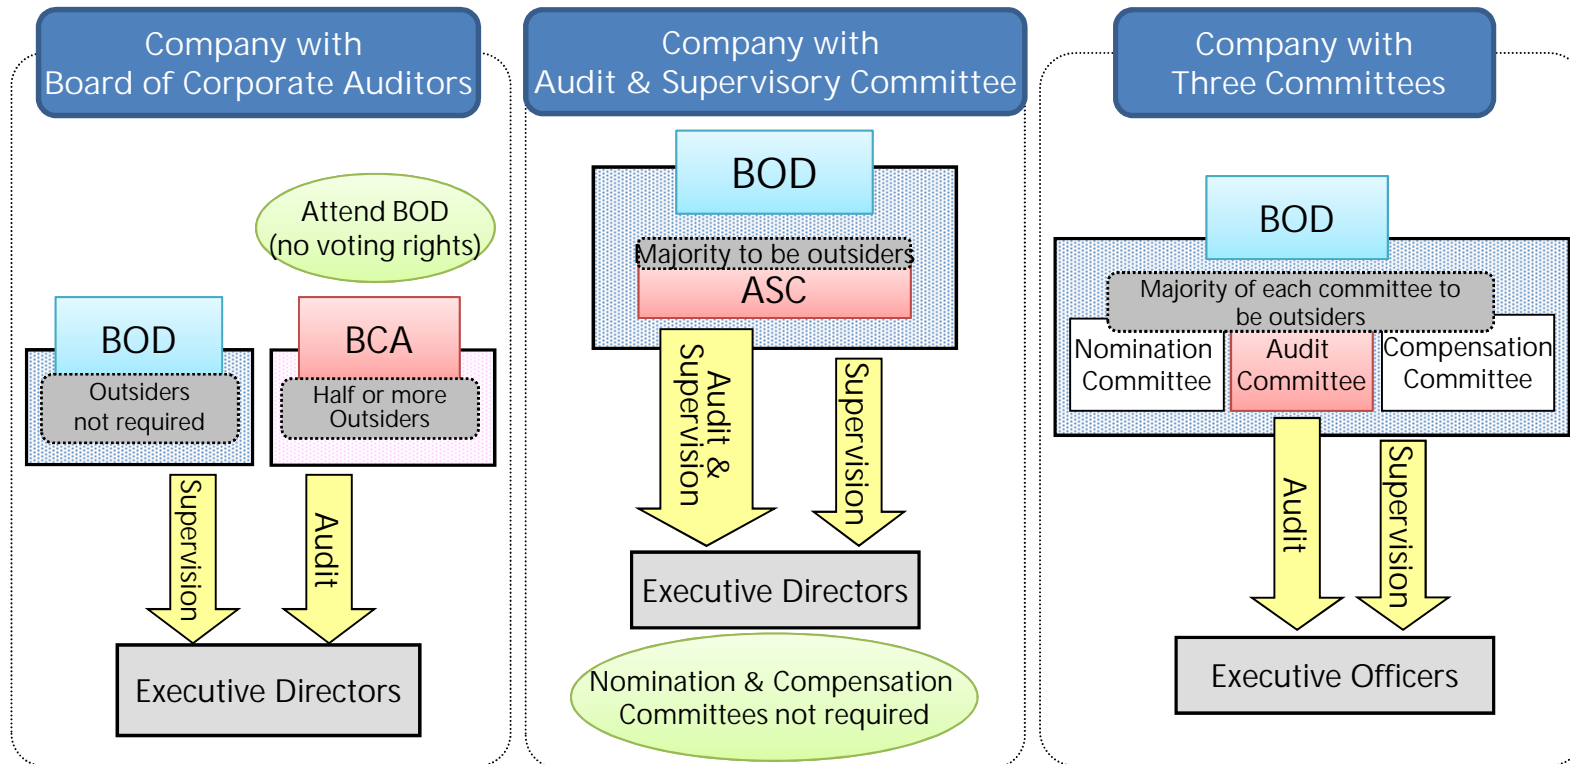 Company with
Board of Corporate Auditors
Attend BOD
(no voting rights)
BOD
Outsiders
not required
BCA
Half or more
Outsiders
Supervision
Audit
Executive Directors
Company with
Audit & Supervisory Committee
BOD
Majority to be outsiders
ASC
Audit &
Supervision
Supervision
Executive Directors
Nomination & Compensation
Committees not required
Company with
Three Committees
BOD
Majority of each committee to
be outsiders
Nomination
Committee
Audit
Committee
Compensation
Committee
Audit
Supervision
Executive Officers